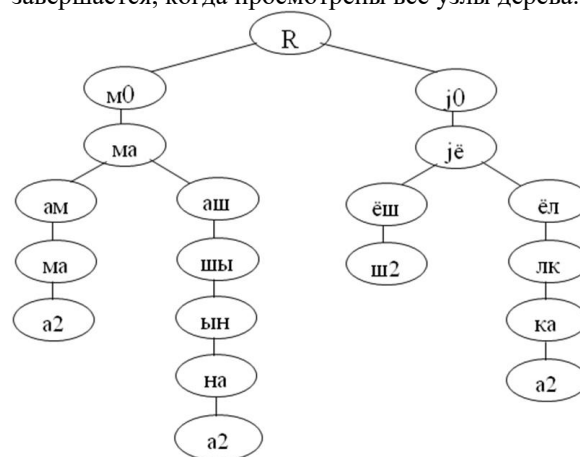 завершается, когда просмотрены все узлы дерева.
R
м0 j0
ма jё
ам аш ёш ёл
ма шы ш2 лк
а2 ын ка
на а2
а2